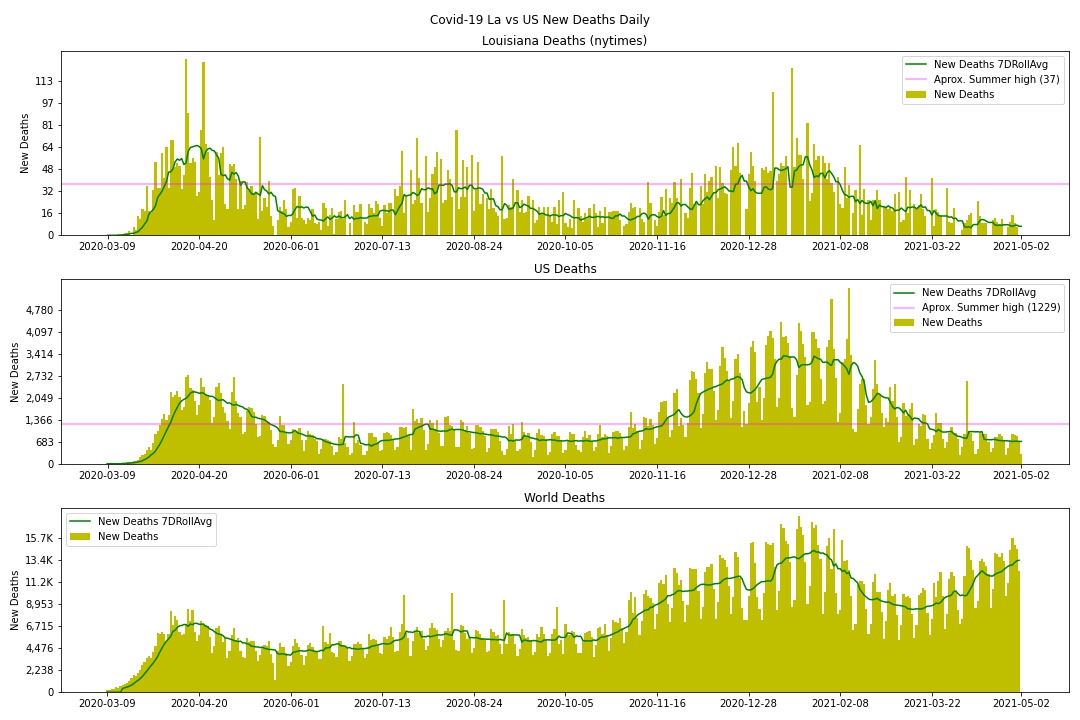 Covid-19 La vs US New Deaths Daily
Louisiana Deaths (nytimes)
New Deaths
113
97
81
64
48
32
16
0
New Deaths 7DRollAvg
Aprox. Summer high (37)
New Deaths
2020-03-09 2020-04-20 2020-06-01 2020-07-13 2020-08-24 2020-10-05 2020-11-16 2020-12-28 2021-02-08 2021-03-22 2021-05-02
US Deaths
New Deaths
4,780
4,097
3,414
2,732
2,049
1,366
683
0
New Deaths 7DRollAvg
Aprox. Summer high (1229)
New Deaths
2020-03-09 2020-04-20 2020-06-01 2020-07-13 2020-08-24 2020-10-05 2020-11-16 2020-12-28 2021-02-08 2021-03-22 2021-05-02
World Deaths
New Deaths
15.7K
13.4K
11.2K
8,953
6,715
4,476
2,238
0
New Deaths 7DRollAvg
New Deaths
2020-03-09 2020-04-20 2020-06-01 2020-07-13 2020-08-24 2020-10-05 2020-11-16 2020-12-28 2021-02-08 2021-03-22 2021-05-02